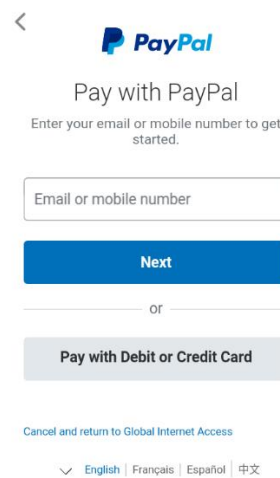 PayPal
Pay with PayPal
Enter your email or mobile number to get
started.
Email or mobile number
Next
or
Pay with Debit or Credit Card
Cancel and return to Global Internet Access
English | Français | Español | 中文